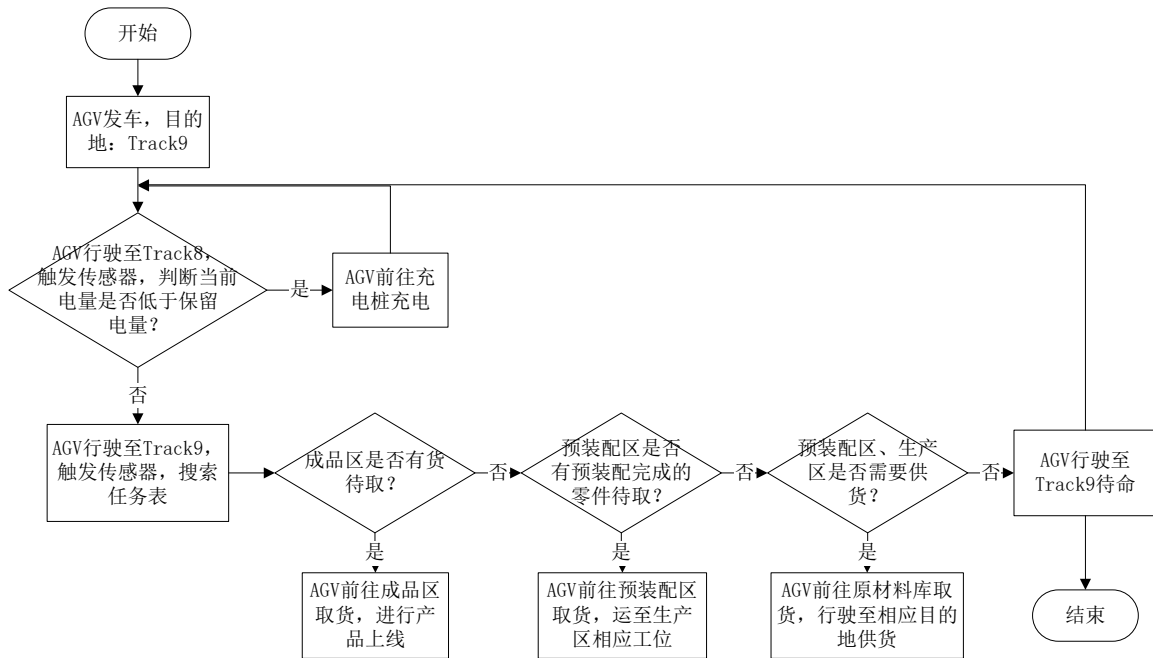 开始
AGV发车，目的
地：Track9
AGV行驶至Track8，
触发传感器，判断当前
电量是否低于保留
电量？
是
AGV前往充
电桩充电
否
AGV行驶至Track9，
触发传感器，搜索
任务表
成品区是否有货
待取？
否
预装配区是否
有预装配完成的
零件待取？
否
预装配区、生产
区是否需要供
货？
否
AGV行驶至
Track9待命
是
是
是
AGV前往成品区
取货，进行产
品上线
AGV前往预装配区
取货，运至生产
区相应工位
AGV前往原材料库取
货，行驶至相应目的
地供货
结束